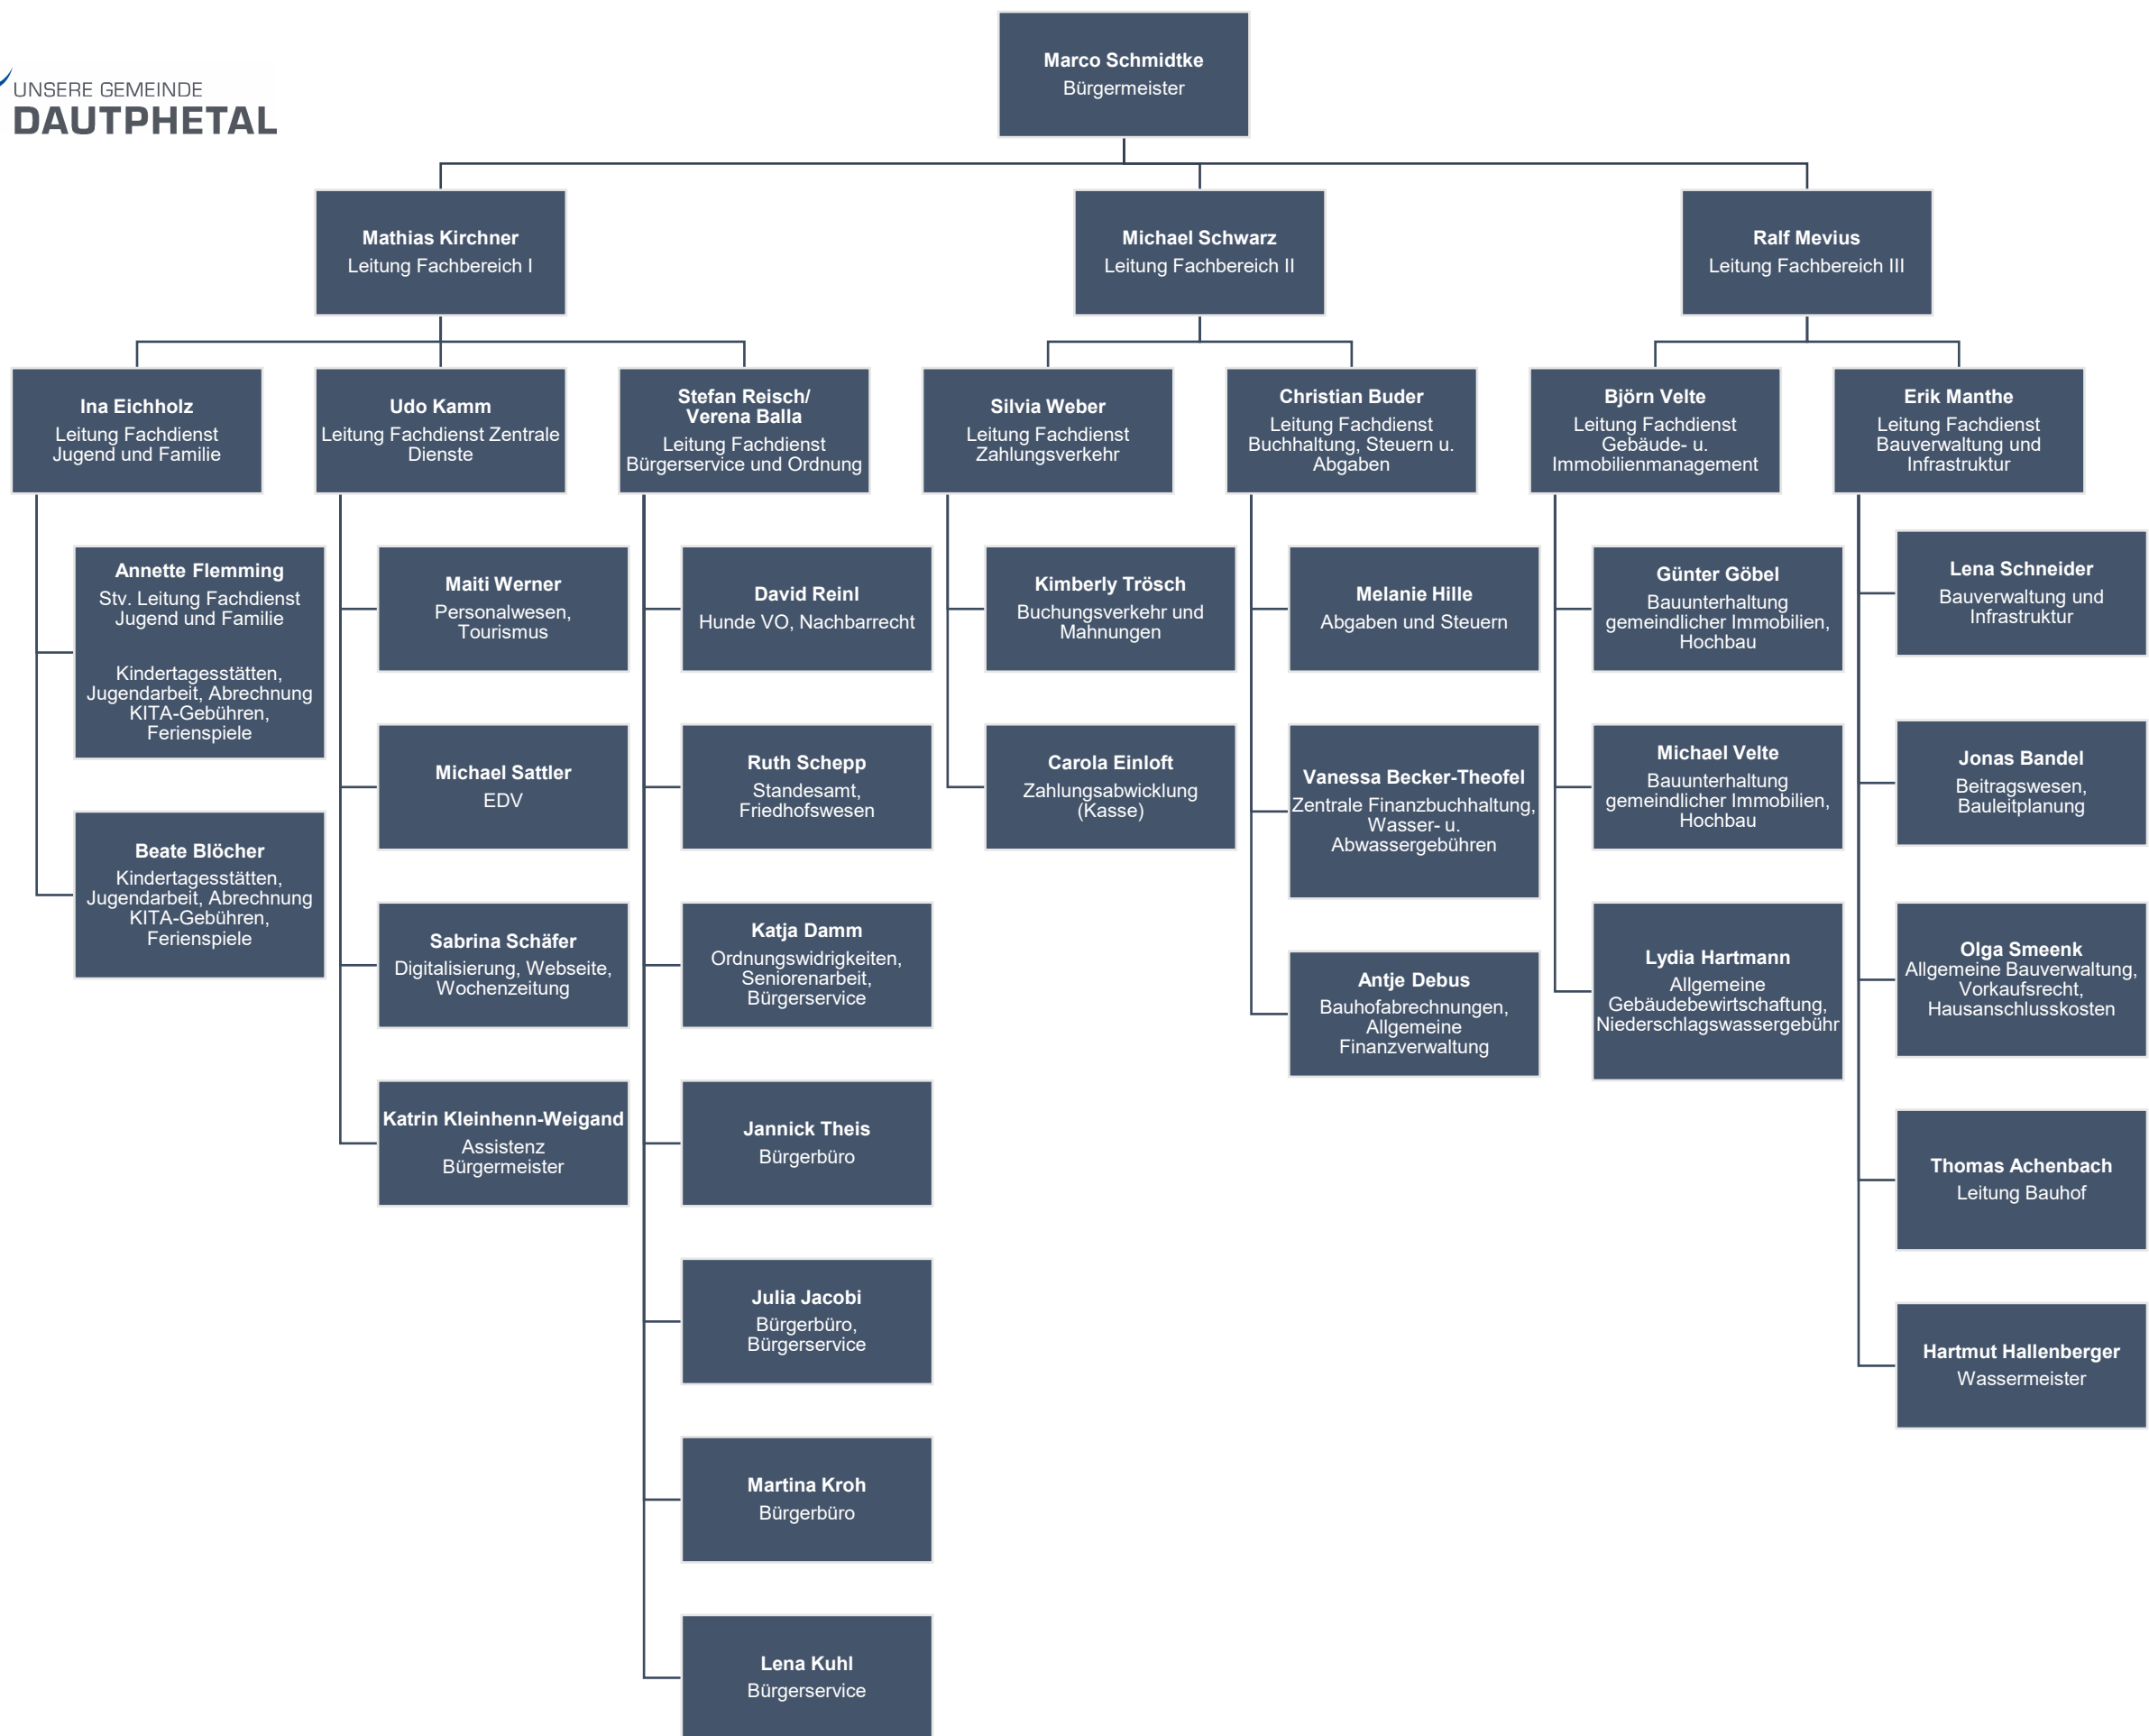 UNSERE GEMEINDE
DAUTPHETAL
Marco Schmidtke
Bürgermeister
Mathias Kirchner
Leitung Fachbereich I
Michael Schwarz
Leitung Fachbereich II
Ralf Mevius
Leitung Fachbereich III
Ina Eichholz
Leitung Fachdienst
Jugend und Familie
Udo Kamm
Leitung Fachdienst Zentrale
Dienste
Stefan Reisch/
Verena Balla
Leitung Fachdienst
Bürgerservice und Ordnung
Silvia Weber
Leitung Fachdienst
Zahlungsverkehr
Christian Buder
Leitung Fachdienst
Buchhaltung, Steuern u.
Abgaben
Björn Velte
Leitung Fachdienst
Gebäude- u.
Immobilienmanagement
Erik Manthe
Leitung Fachdienst
Bauverwaltung und
Infrastruktur
Annette Flemming
Stv. Leitung Fachdienst
Jugend und Familie
Kindertagesstätten,
Jugendarbeit, Abrechnung
KITA-Gebühren,
Ferienspiele
Beate Blöcher
Kindertagesstätten,
Jugendarbeit, Abrechnung
KITA-Gebühren,
Ferienspiele
Maiti Werner
Personalwesen,
Tourismus
Michael Sattler
EDV
Sabrina Schäfer
Digitalisierung, Webseite,
Wochenzeitung
Katrin Kleinhenn-Weigand
Assistenz
Bürgermeister
David Reinl
Hunde VO, Nachbarrecht
Ruth Schepp
Standesamt,
Friedhofswesen
Katja Damm
Ordnungswidrigkeiten,
Seniorenarbeit,
Bürgerservice
Jannick Theis
Bürgerbüro
Julia Jacobi
Bürgerbüro,
Bürgerservice
Martina Kroh
Bürgerbüro
Lena Kuhl
Bürgerservice
Kimberly Trösch
Buchungsverkehr und
Mahnungen
Carola Einloft
Zahlungsabwicklung
(Kasse)
Melanie Hille
Abgaben und Steuern
Vanessa Becker-Theofel
Zentrale Finanzbuchhaltung,
Wasser- u.
Abwassergebühren
Antje Debus
Bauhofabrechnungen,
Allgemeine
Finanzverwaltung
Günter Göbel
Bauunterhaltung
gemeindlicher Immobilien,
Hochbau
Michael Velte
Bauunterhaltung
gemeindlicher Immobilien,
Hochbau
Lydia Hartmann
Allgemeine
Gebäudebewirtschaftung,
Niederschlagswassergebühr
Lena Schneider
Bauverwaltung und
Infrastruktur
Jonas Bandel
Beitragswesen,
Bauleitplanung
Olga Smeenk
Allgemeine Bauverwaltung,
Vorkaufsrecht,
Hausanschlusskosten
Thomas Achenbach
Leitung Bauhof
Hartmut Hallenberger
Wassermeister